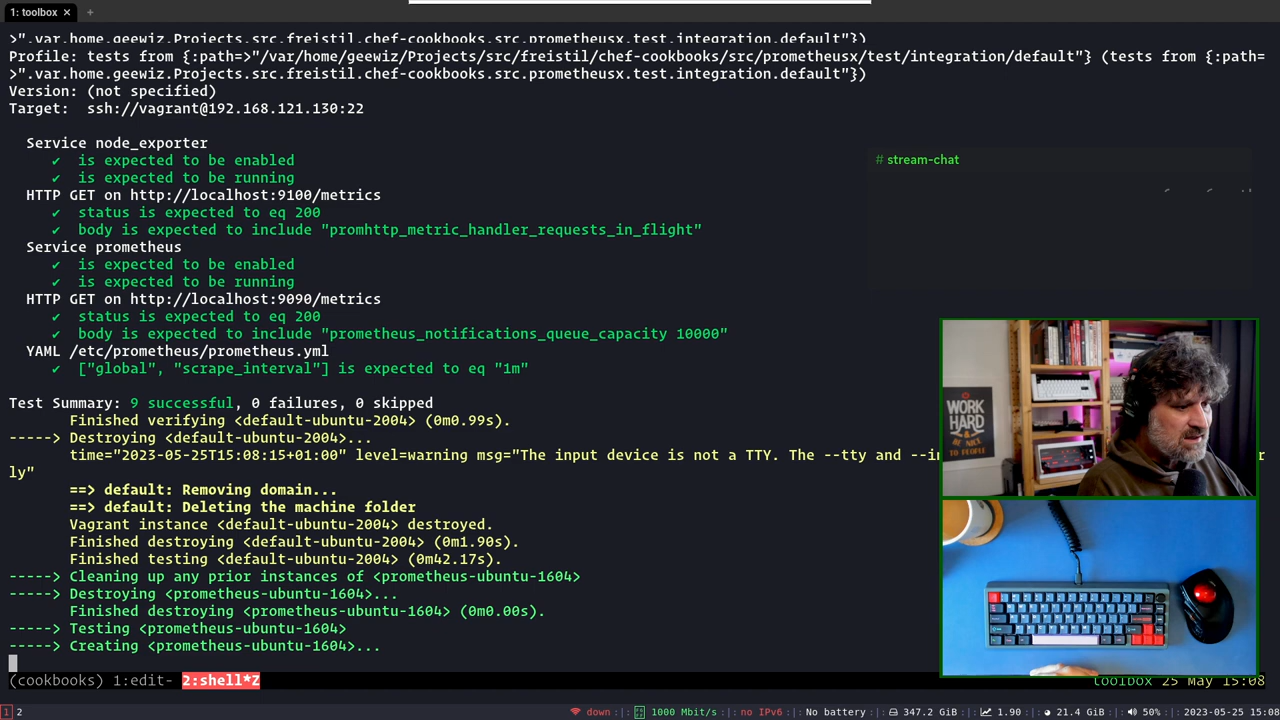 1: toolbox × +
>".var.home.geewiz.Projects.src.freistil.chef-cookbooks.src.prometheusx.test.integration.default"})
Profile: tests from {:path=>"/var/home/geewiz/Projects/src/freistil/chef-cookbooks/src/prometheusx/test/integration/default"} (tests from {:path=
>".var.home.geewiz.Projects.src.freistil.chef-cookbooks.src.prometheusx.test.integration.default"})
Version: (not specified)
Target:  ssh://vagrant@192.168.121.130:22
Service node_exporter
✔  is expected to be enabled
✔  is expected to be running
HTTP GET on http://localhost:9100/metrics
✔  status is expected to eq 200
✔  body is expected to include "promhttp_metric_handler_requests_in_flight"
Service prometheus
✔  is expected to be enabled
✔  is expected to be running
HTTP GET on http://localhost:9090/metrics
✔  status is expected to eq 200
✔  body is expected to include "prometheus_notifications_queue_capacity 10000"
YAML /etc/prometheus/prometheus.yml
✔  ["global", "scrape_interval"] is expected to eq "1m"
Test Summary: 9 successful, 0 failures, 0 skipped
Finished verifying <default-ubuntu-2004> (0m0.99s).
-----> Destroying <default-ubuntu-2004>...
time="2023-05-25T15:08:15+01:00" level=warning msg="The input device is not a TTY. The --tty and --in
ly"
==> default: Removing domain...
==> default: Deleting the machine folder
Vagrant instance <default-ubuntu-2004> destroyed.
Finished destroying <default-ubuntu-2004> (0m1.90s).
Finished testing <default-ubuntu-2004> (0m42.17s).
-----> Cleaning up any prior instances of <prometheus-ubuntu-1604>
-----> Destroying <prometheus-ubuntu-1604>...
Finished destroying <prometheus-ubuntu-1604> (0m0.00s).
-----> Testing <prometheus-ubuntu-1604>
-----> Creating <prometheus-ubuntu-1604>...
# stream-chat
WORK
HARD
& BE NICE
TO PEOPLE
(cookbooks) 1:edit- 2:shell*Z
toolbox 25 May 15:08
1 2
down :|: 1000 Mbit/s :|: no IPv6 :|: No battery :|: 347.2 GiB :|: 1.90 :|: 21.4 GiB :|: 50% :|: 2023-05-25 15:08